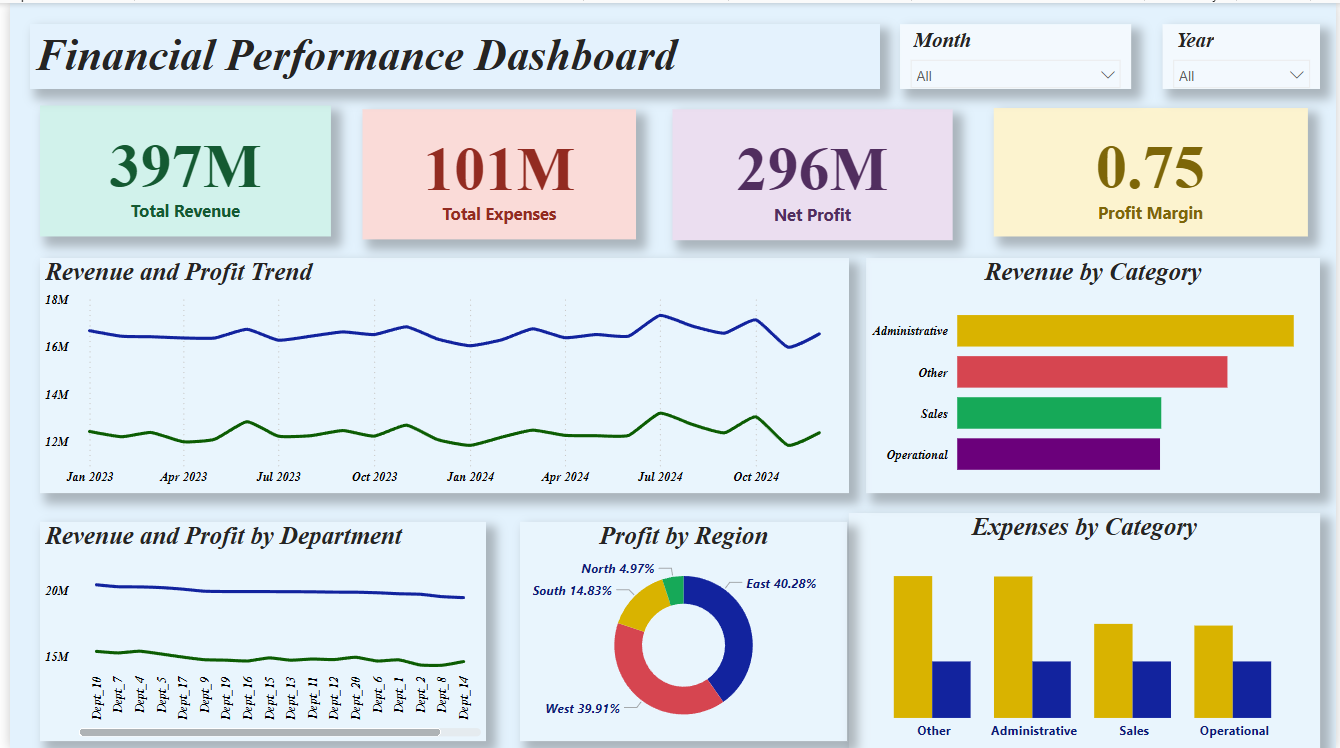 Financial Performance Dashboard
Month
All
Year
All
397M
Total Revenue
101M
Total Expenses
296M
Net Profit
0.75
Profit Margin
Revenue and Profit Trend
18M
16M
14M
12M
Jan 2023 Apr 2023 Jul 2023 Oct 2023 Jan 2024 Apr 2024 Jul 2024 Oct 2024
Revenue by Category
Administrative
Other
Sales
Operational
Revenue and Profit by Department
20M
15M
Dept_10
Dept_7
Dept_4
Dept_5
Dept_17
Dept_9
Dept_19
Dept_16
Dept_15
Dept_13
Dept_11
Dept_12
Dept_20
Dept_6
Dept_1
Dept_2
Dept_8
Dept_14
Profit by Region
North 4.97%
South 14.83%
East 40.28%
West 39.91%
Expenses by Category
Other Administrative Sales Operational